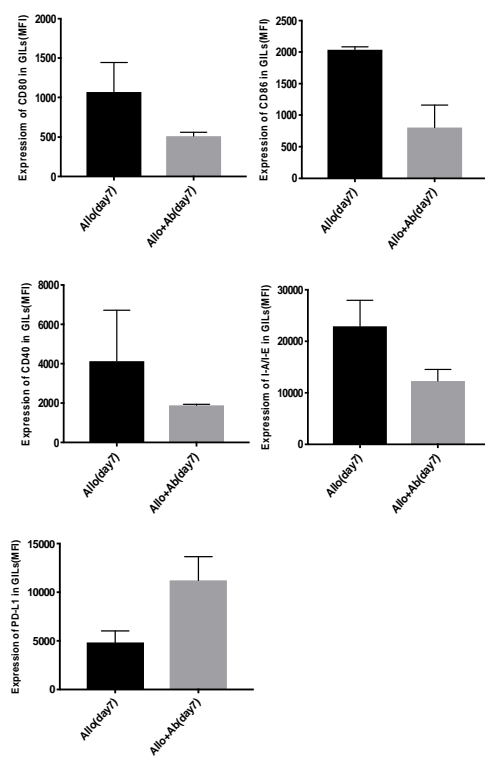 Expressiom of CD80 in GILs(MFI)
2000
1500
1000
500
0
Allo(day7)
Allo+Ab(day7)
Expression of CD86 in GILs(MFI)
2500
2000
1500
1000
500
0
Allo(day7)
Allo+Ab(day7)
Expression of CD40 in GILs(MFI)
8000
6000
4000
2000
0
Allo(day7)
Allo+Ab(day7)
Expressiom of I-A/I-E in GILs(MFI)
30000
20000
10000
0
Allo(day7)
Allo+Ab(day7)
Expression of PD-L1 in GILs(MFI)
15000
10000
5000
0
Allo(day7)
Allo+Ab(day7)